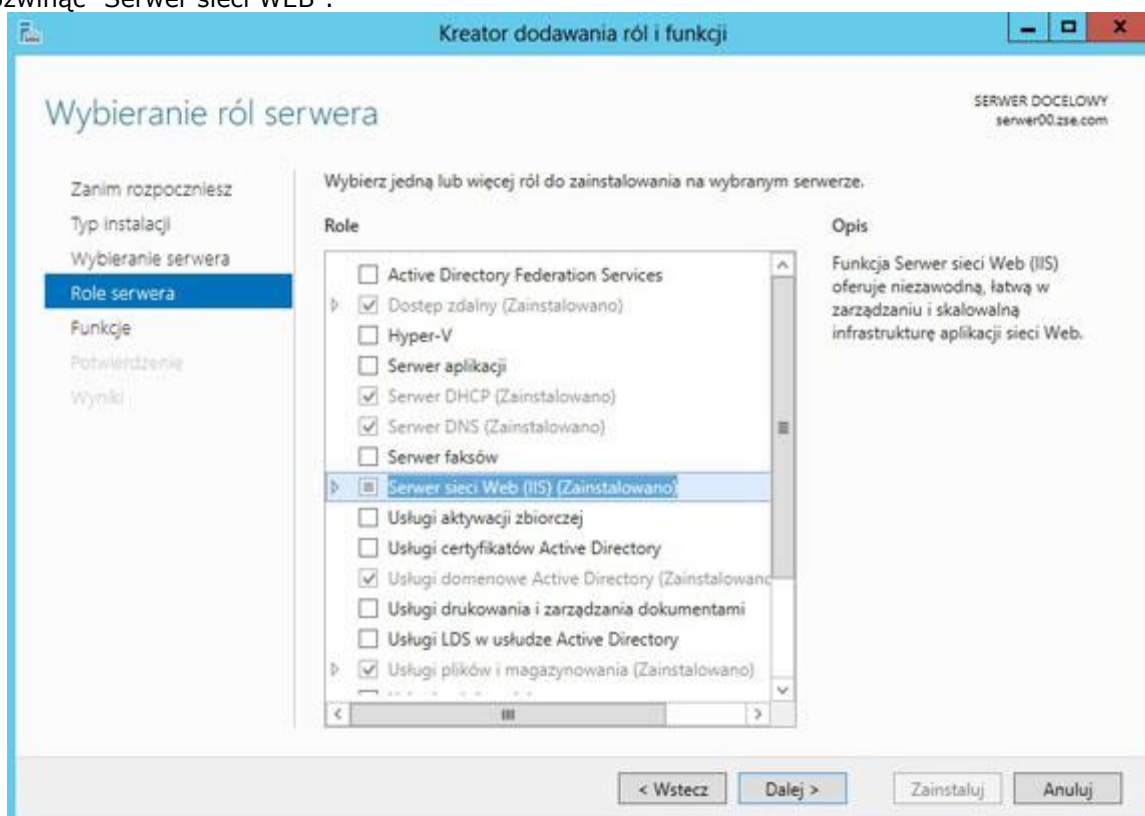 "Serwer sieci WEB".
Kreator dodawania ról i funkcji
Wybieranie ról serwera
SERWER DOCELOWY
serwer00.zse.com
Zanim rozpoczniesz
Typ instalacji
Wybieranie serwera
Role serwera
Funkcje
Potwierdzenie
Wyniki
Wybierz jedną lub więcej ról do zainstalowania na wybranym serwerze.
Role
Active Directory Federation Services
Dostęp zdalny (Zainstalowano)
Hyper-V
Serwer aplikacji
Serwer DHCP (Zainstalowano)
Serwer DNS (Zainstalowano)
Serwer faksów
Serwer sieci Web (IIS) (Zainstalowano)
Usługi aktywacji zbiorczej
Usługi certyfikatów Active Directory
Usługi domenowe Active Directory (Zainstalowano
Usługi drukowania i zarządzania dokumentami
Usługi LDS w usłudze Active Directory
Usługi plików i magazynowania (Zainstalowano)
Opis
Funkcja Serwer sieci Web (IIS)
oferuje niezawodną, łatwą w
zarządzaniu i skalowalną
infrastrukturę aplikacji sieci Web.
< Wstecz
Dalej >
Zainstaluj
Anuluj